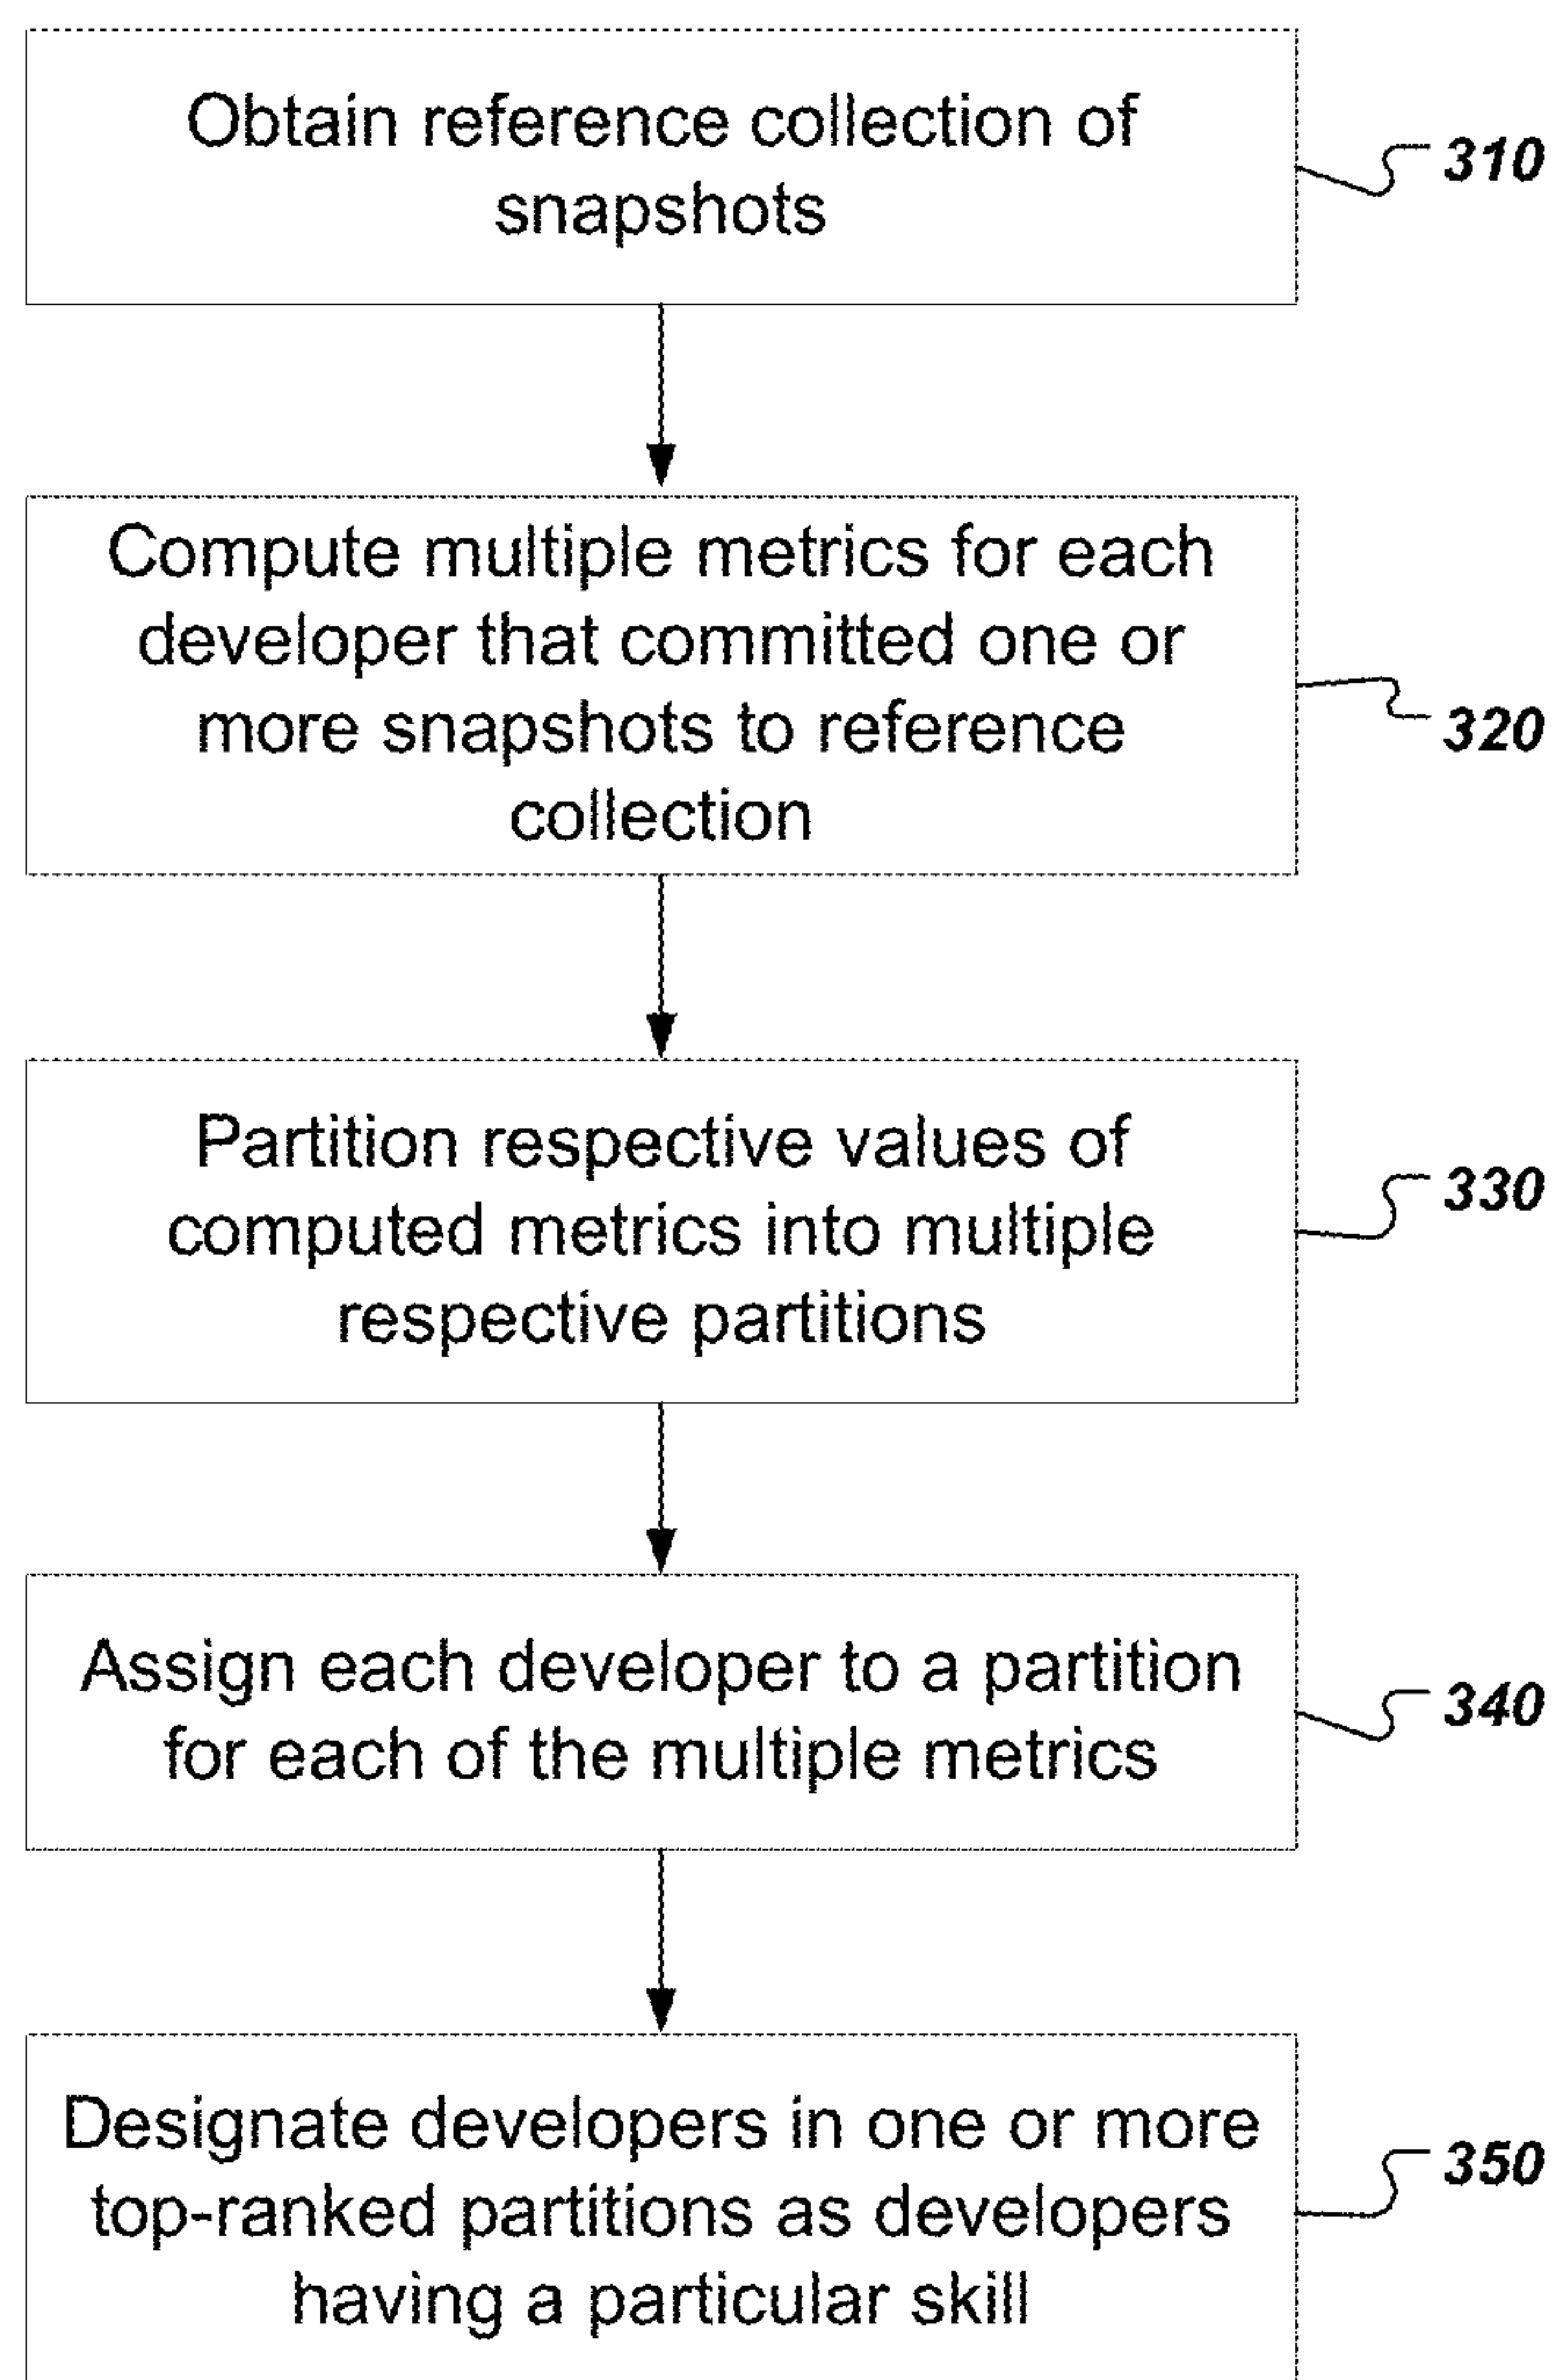 Obtain reference collection of
snapshots
310
Compute multiple metrics for each
developer that committed one or
more snapshots to reference
collection
320
Partition respective values of
computed metrics into multiple
respective partitions
330
Assign each developer to a partition
for each of the multiple metrics
340
Designate developers in one or more
top-ranked partitions as developers
having a particular skill
350